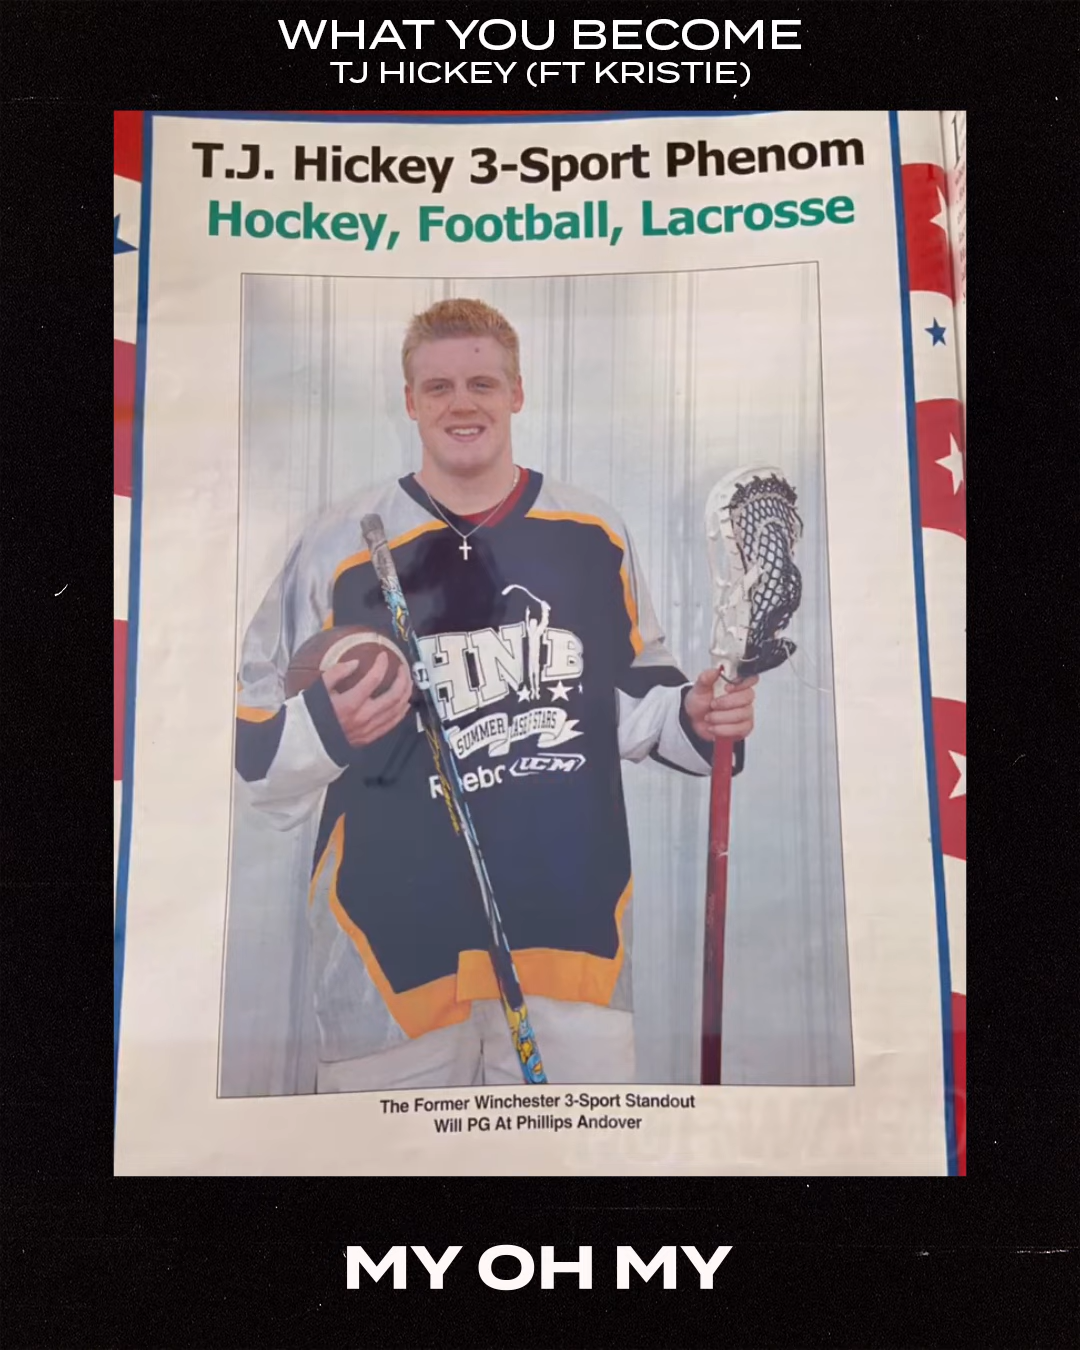 WHAT YOU BECOME
TJ HICKEY (FT KRISTIE)
T.J. Hickey 3-Sport Phenom
Hockey, Football, Lacrosse
HNIB
SUMMER
STARS
CCM
The Former Winchester 3-Sport Standout
Will PG At Phillips Andover
MY OH MY